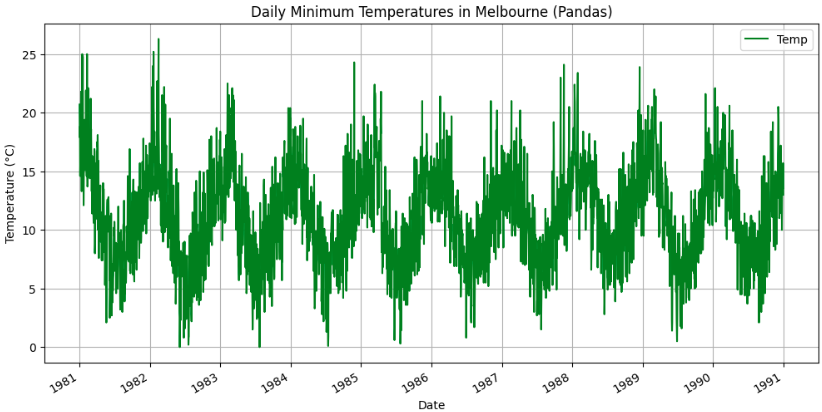 Daily Minimum Temperatures in Melbourne (Pandas)
Temp
Temperature (°C)
25
20
15
10
5
0
1981 1982 1983 1984 1985 1986 1987 1988 1989 1990 1991
Date